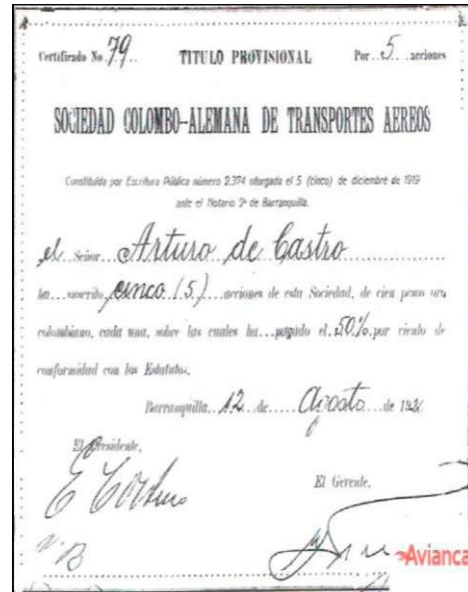 Certificado No. 79.. TITULO PROVISIONAL Por...5...acciones
SOCIEDAD COLOMBO-ALEMANA DE TRANSPORTES AEREOS
Constituida por Escritura Pública número 2.374 otorgada el 5 (cinco) de diciembre de 1919
ante el Notario 2º de Barranquilla.
el Señor Arturo de Castro
ha...suscrito cinco (5)...acciones de esta Sociedad, de cien pesos oro
colombiano, cada una, sobre las cuales ha...pagado el..50%.por ciento de
conformidad con los Estatutos.
Barranquilla..12...de....Agosto...de
El Presidente,
El Gerente,
Avianca